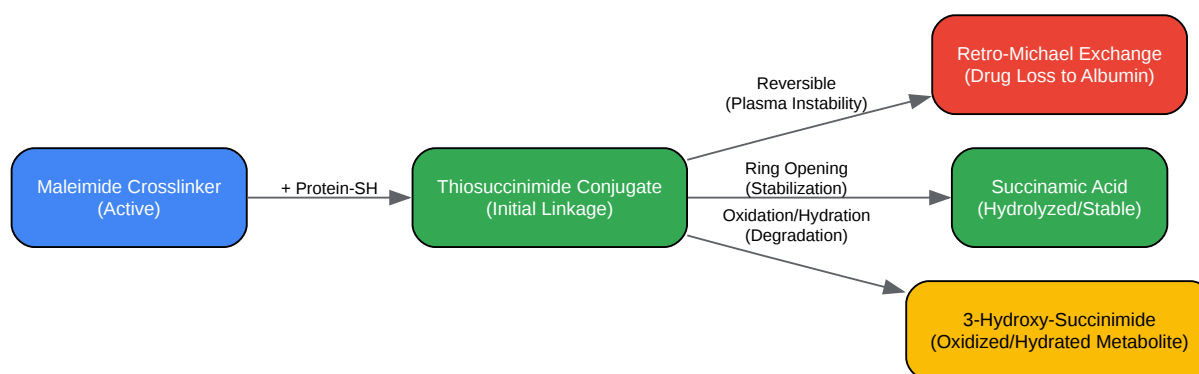 Maleimide Crosslinker
(Active)
+ Protein-SH
Thiosuccinimide Conjugate
(Initial Linkage)
Reversible
(Plasma Instability)
Retro-Michael Exchange
(Drug Loss to Albumin)
Ring Opening
(Stabilization)
Succinamic Acid
(Hydrolyzed/Stable)
Oxidation/Hydration
(Degradation)
3-Hydroxy-Succinimide
(Oxidized/Hydrated Metabolite)